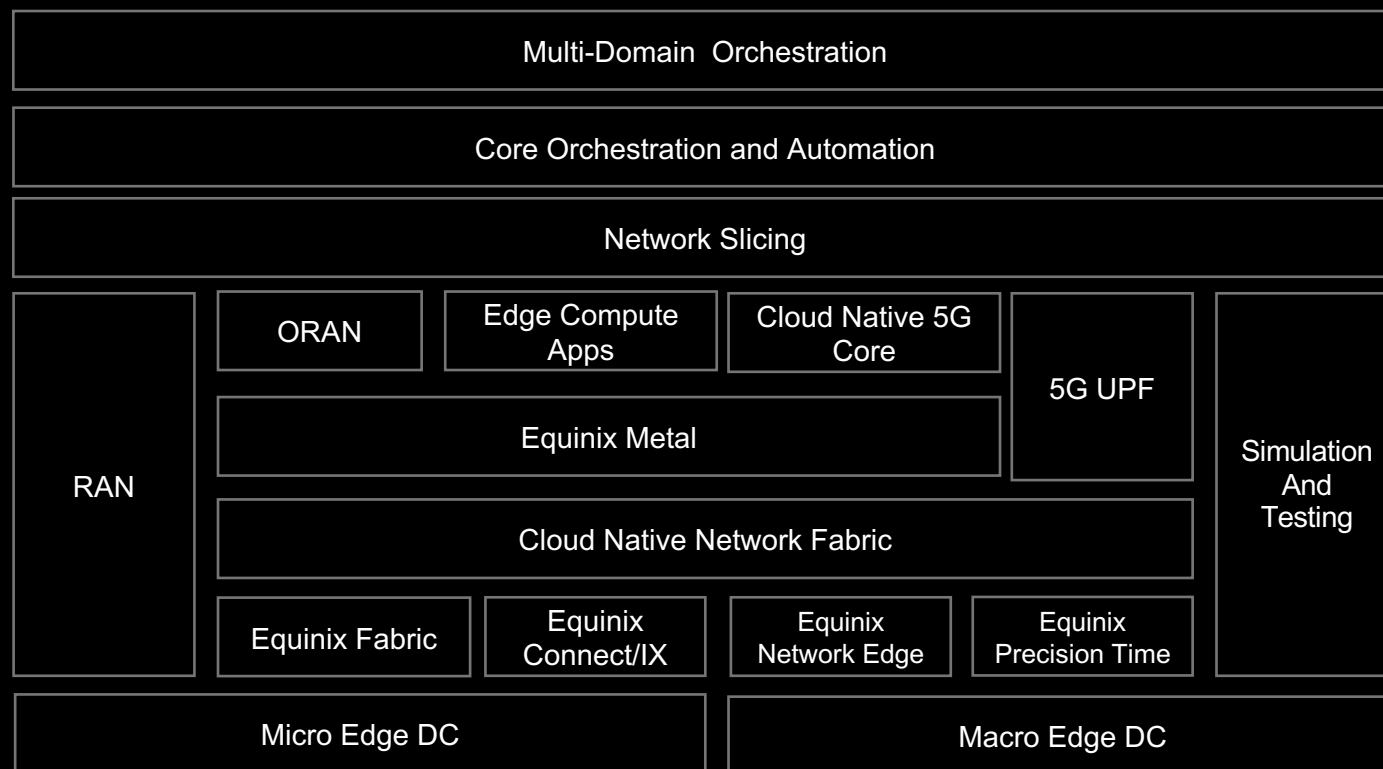 Multi-Domain Orchestration
Core Orchestration and Automation
Network Slicing
RAN
ORAN
Edge Compute
Apps
Cloud Native 5G
Core
5G UPF
Simulation
And
Testing
Equinix Metal
Cloud Native Network Fabric
Equinix Fabric
Equinix
Connect/IX
Equinix
Network Edge
Equinix
Precision Time
Micro Edge DC
Macro Edge DC